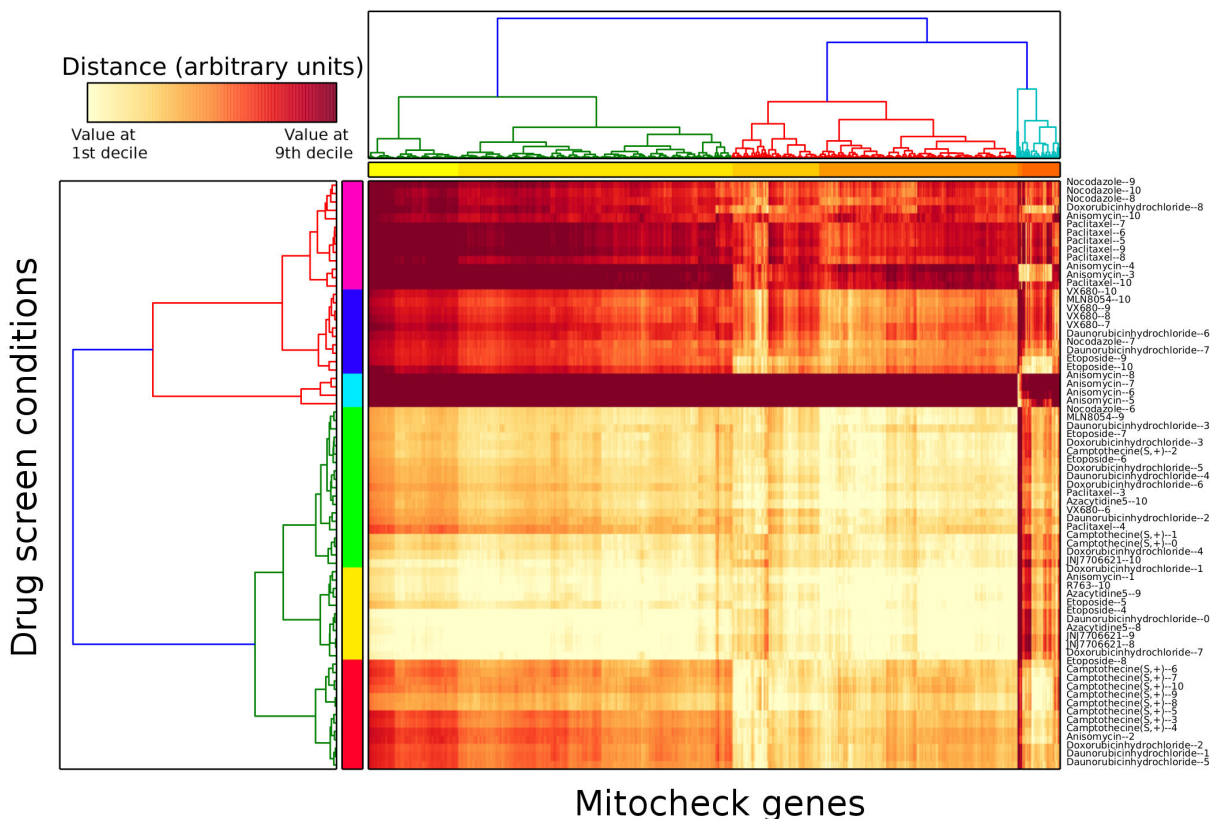 Distance (arbitrary units)
Value at
1st decile
Value at
9th decile
Drug screen conditions
Nocodazole--9
Nocodazole--10
Nocodazole--8
Doxorubicinhydrochloride--8
Anisomycin--10
Paclitaxel--7
Paclitaxel--6
Paclitaxel--5
Paclitaxel--9
Paclitaxel--8
Anisomycin--4
Anisomycin--3
Paclitaxel--10
VX680--10
MLN8054--10
VX680--9
VX680--8
VX680--7
Daunorubicinhydrochloride--6
Nocodazole--7
Daunorubicinhydrochloride--7
Etoposide--9
Etoposide--10
Anisomycin--8
Anisomycin--7
Anisomycin--6
Anisomycin--5
Nocodazole--6
MLN8054--9
Daunorubicinhydrochloride--3
Etoposide--7
Doxorubicinhydrochloride--3
Camptothecine(S,+)--2
Etoposide--6
Doxorubicinhydrochloride--5
Daunorubicinhydrochloride--4
Doxorubicinhydrochloride--6
Paclitaxel--3
Azacytidine5--10
VX680--6
Daunorubicinhydrochloride--2
Paclitaxel--4
Camptothecine(S,+)--1
Camptothecine(S,+)--0
Doxorubicinhydrochloride--4
JNJ7706621--10
Doxorubicinhydrochloride--1
Anisomycin--1
R763--10
Azacytidine5--9
Etoposide--5
Etoposide--4
Daunorubicinhydrochloride--0
Azacytidine5--8
JNJ7706621--9
JNJ7706621--8
Doxorubicinhydrochloride--7
Etoposide--8
Camptothecine(S,+)--6
Camptothecine(S,+)--7
Camptothecine(S,+)--10
Camptothecine(S,+)--9
Camptothecine(S,+)--8
Camptothecine(S,+)--5
Camptothecine(S,+)--3
Camptothecine(S,+)--4
Anisomycin--2
Doxorubicinhydrochloride--2
Daunorubicinhydrochloride--1
Daunorubicinhydrochloride--5
Mitocheck genes